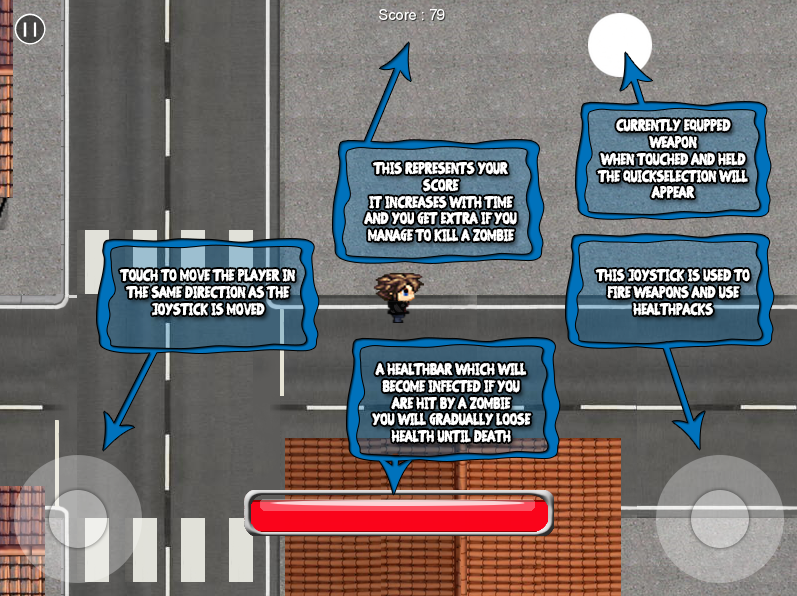 Score : 79
CURRENTLY EQUPPED
WEAPON
WHEN TOUCHED AND HELD
THE QUICKSELECTION WILL
APPEAR
THIS REPRESENTS YOUR
SCORE
IT INCREASES WITH TIME
AND YOU GET EXTRA IF YOU
MANAGE TO KILL A ZOMBIE
TOUCH TO MOVE THE PLAYER IN
THE SAME DIRECTION AS THE
JOYSTICK IS MOVED
THIS JOYSTICK IS USED TO
FIRE WEAPONS AND USE
HEALTHPACKS
A HEALTHBAR WHICH WILL
BECOME INFECTED IF YOU
ARE HIT BY A ZOMBIE
YOU WILL GRADUALLY LOOSE
HEALTH UNTIL DEATH